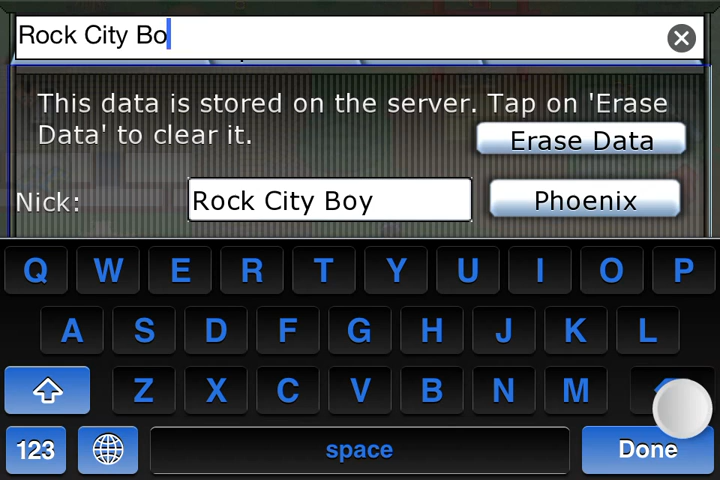 Rock City Bo
This data is stored on the server. Tap on 'Erase
Data' to clear it.
Erase Data
Nick:
Rock City Boy
Phoenix
Q W E R T Y U I O P
A S D F G H J K L
Z X C V B N M
123
space
Done